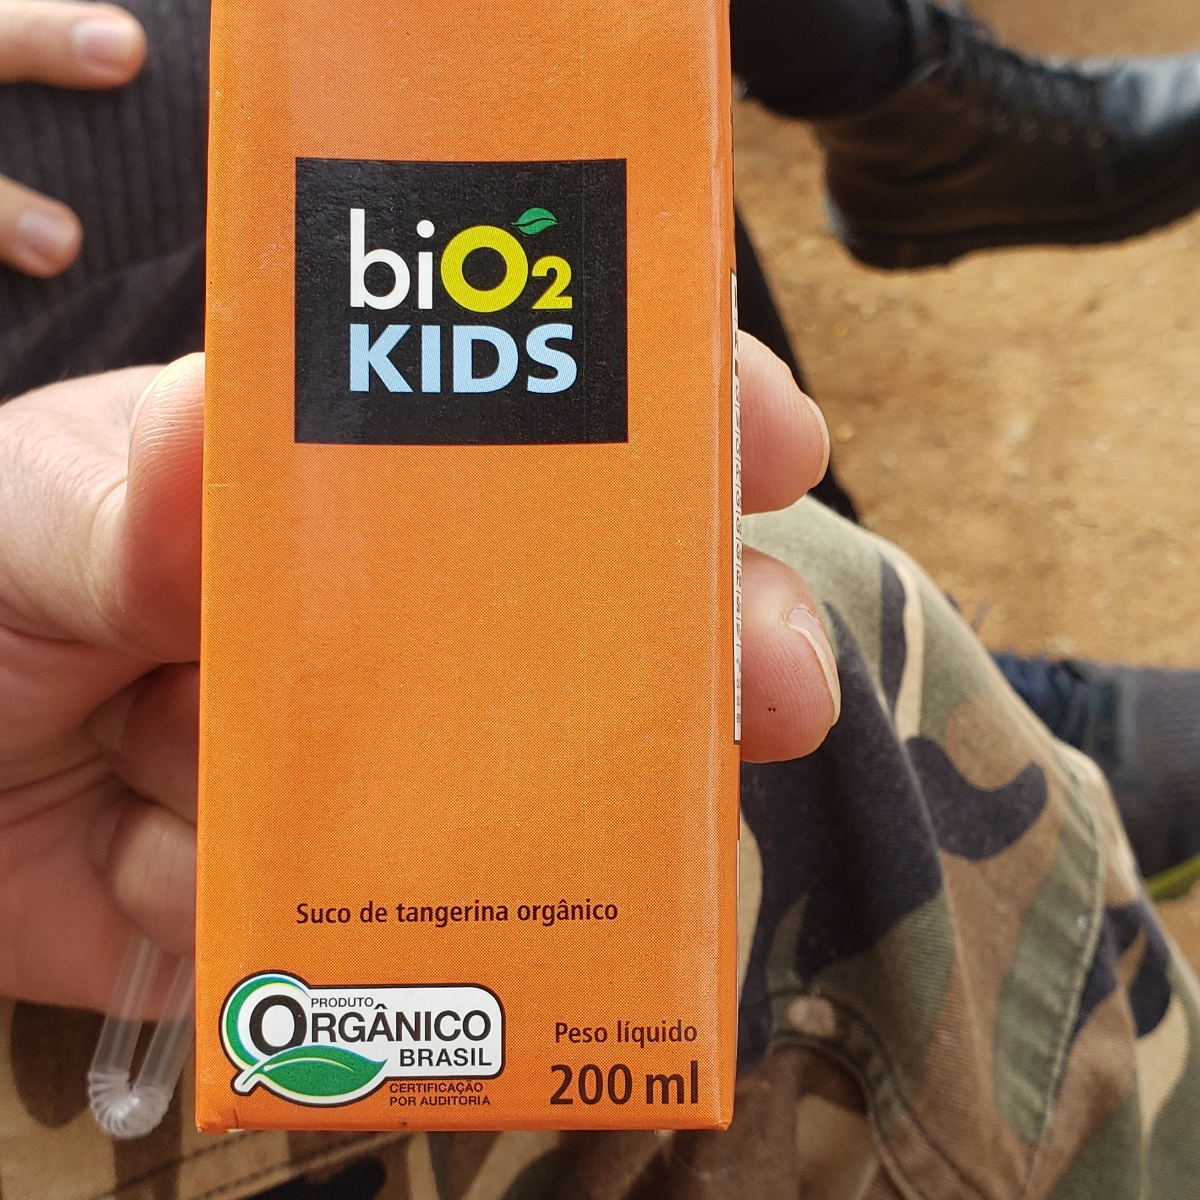 biO2
KIDS
Suco de tangerina orgânico
PRODUTO
ORGÂNICO
BRASIL
CERTIFICAÇÃO
POR AUDITORIA
Peso líquido
200 ml